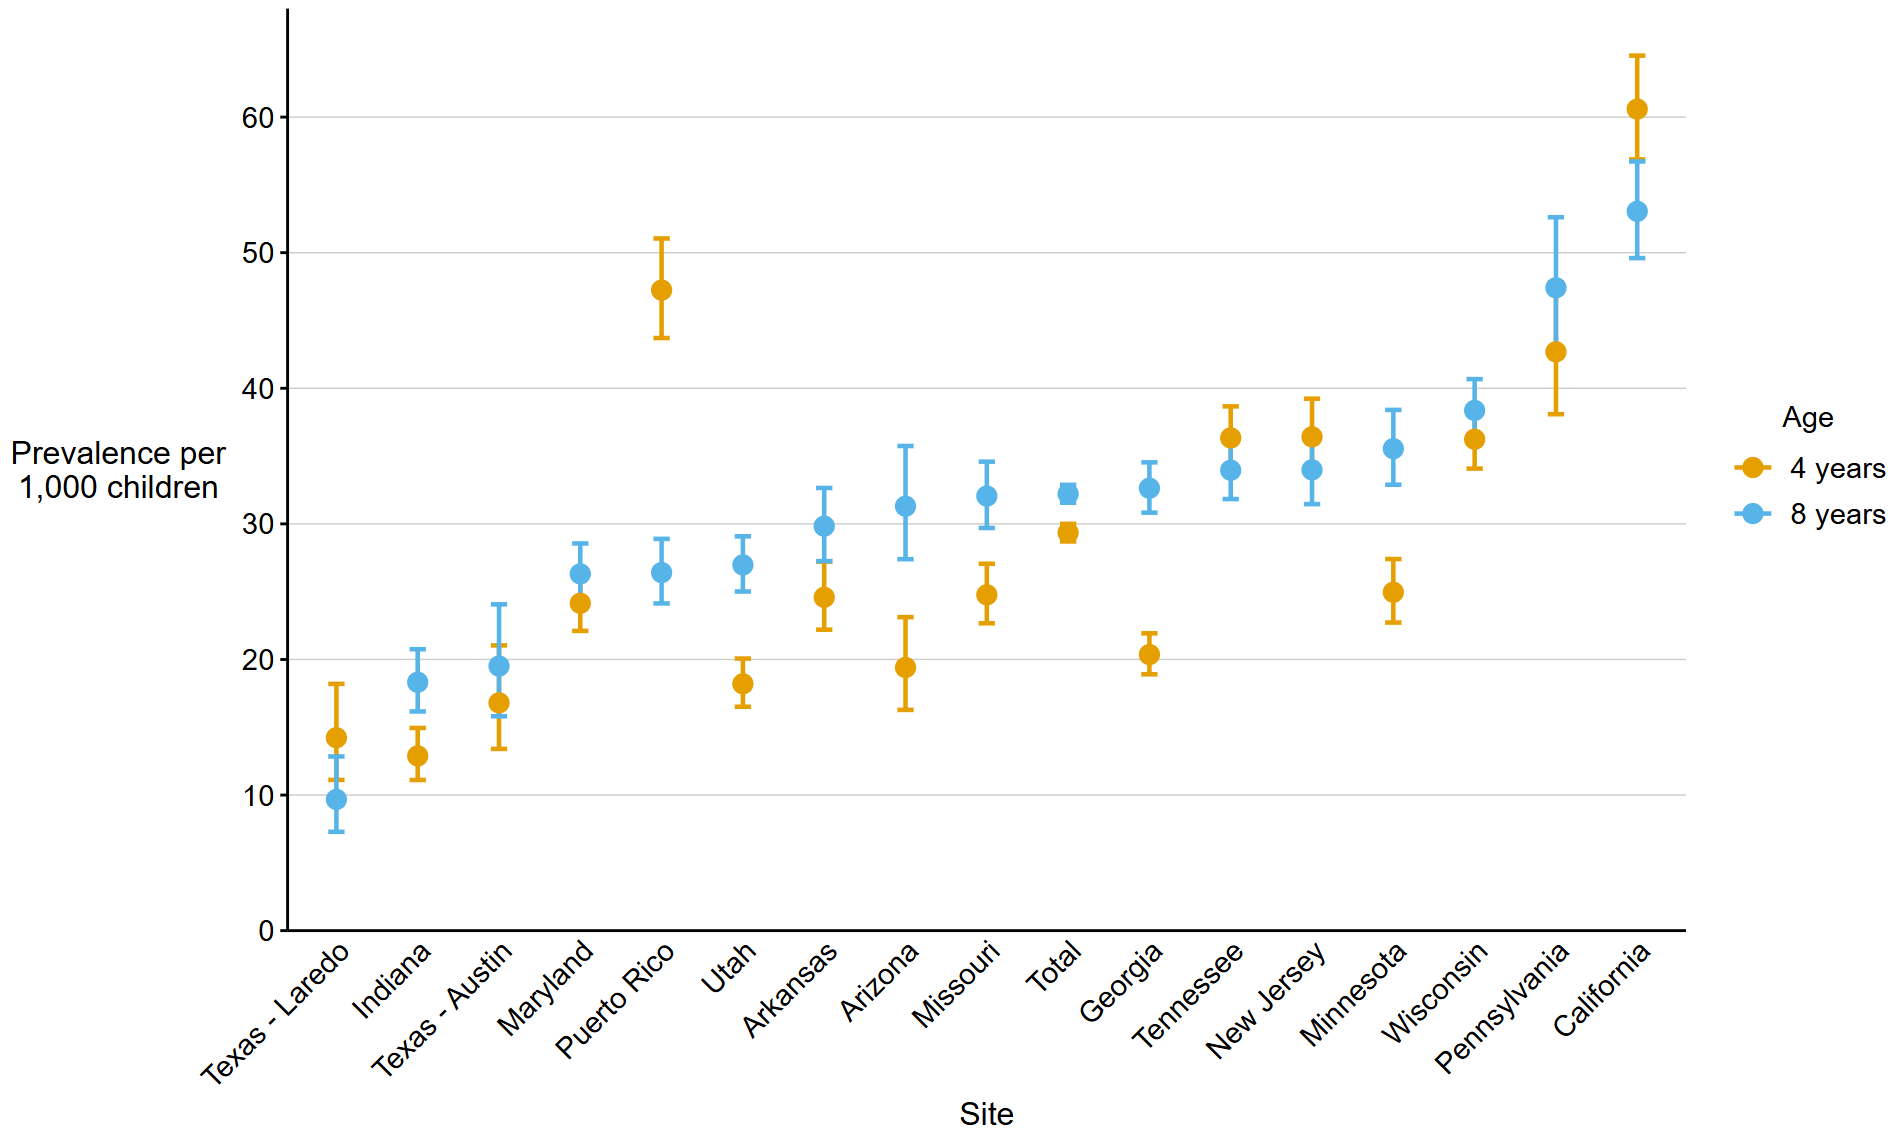 60
50
40
30
20
10
0
Prevalence per
1,000 children
Texas - Laredo
Indiana
Texas - Austin
Maryland
Puerto Rico
Utah
Arkansas
Arizona
Missouri
Total
Georgia
Tennessee
New Jersey
Minnesota
Wisconsin
Pennsylvania
California
Site
Age
4 years
8 years